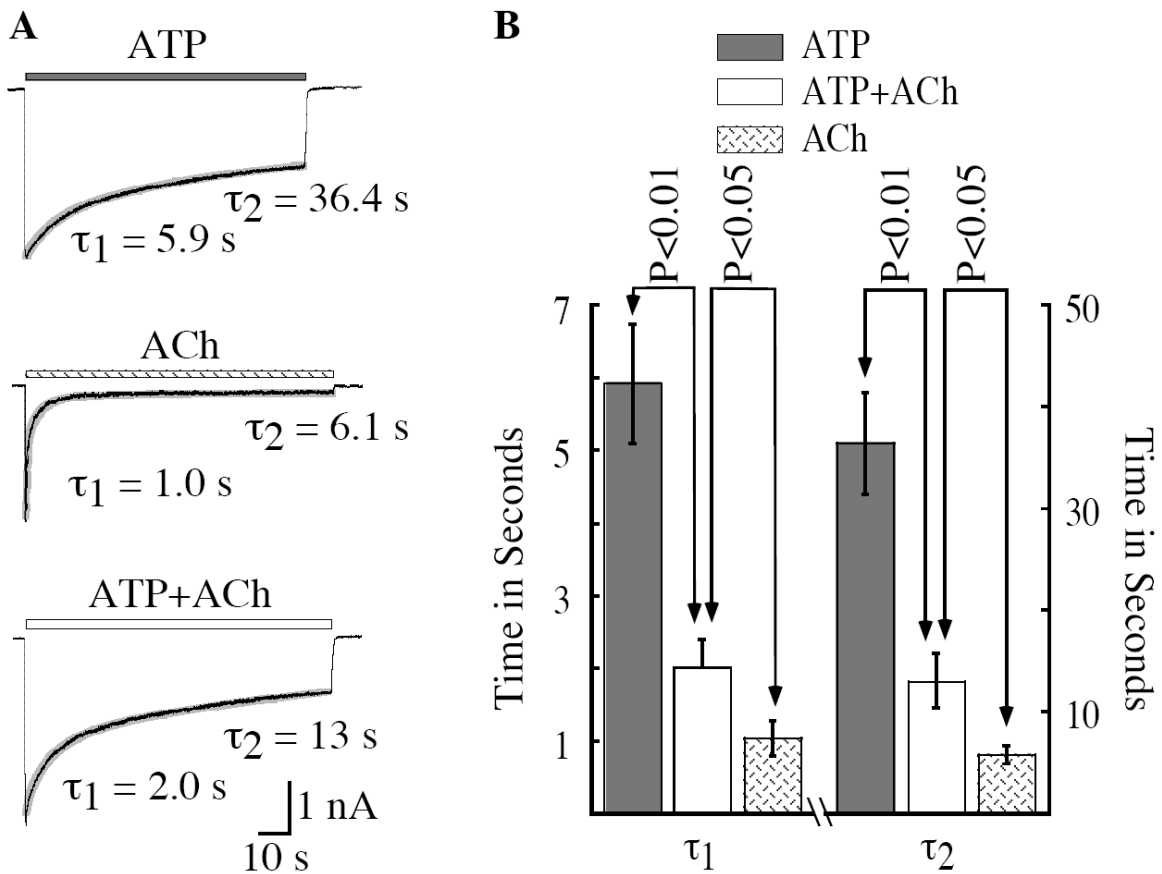 A
ATP
τ1 = 5.9 s
τ2 = 36.4 s
ACh
τ1 = 1.0 s
τ2 = 6.1 s
ATP+ACh
τ1 = 2.0 s
τ2 = 13 s
1 nA
10 s
B
ATP
ATP+ACh
ACh
P<0.01
P<0.05
P<0.01
P<0.05
Time in Seconds
7
5
3
1
50
30
10
Time in Seconds
τ1
τ2